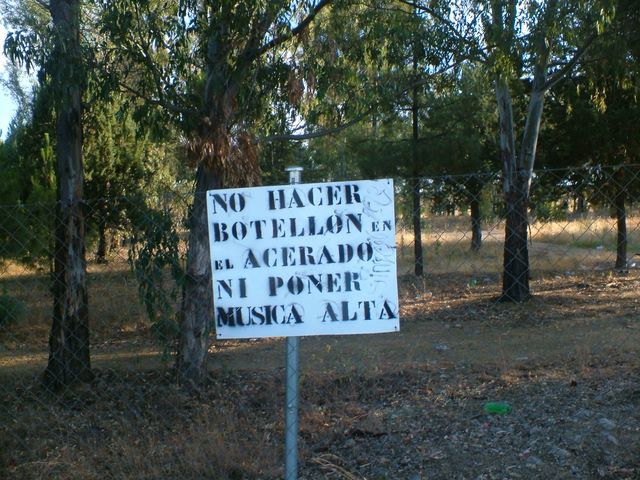 NO HACER
BOTELLÓN EN
EL ACERADO
NI PONER
MUSICA ALTA